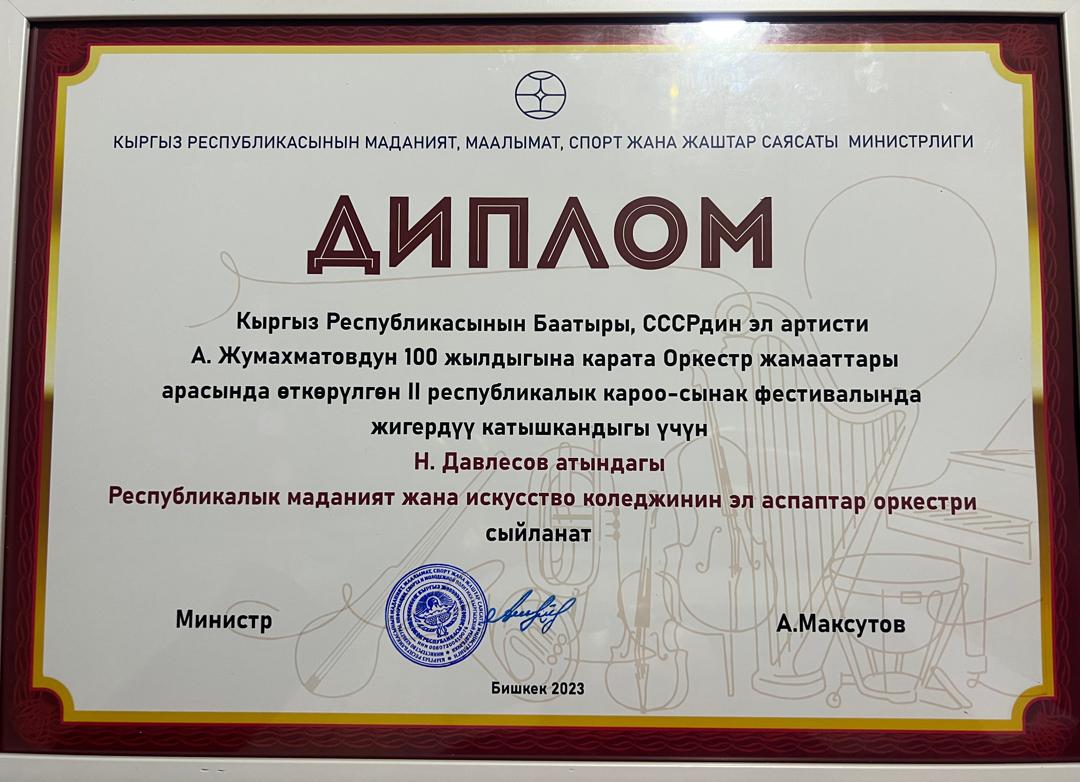 КЫРГЫЗ РЕСПУБЛИКАСЫНЫН МАДАНИЯТ, МААЛЫМАТ, СПОРТ ЖАНА ЖАШТАР САЯСАТЫ МИНИСТРЛИГИ
ДИПЛОМ
Кыргыз Республикасынын Баатыры, СССРдин эл артисти
А. Жумахматовдун 100 жылдыгына карата Оркестр жамааттары
арасында өткөрүлгөн II республикалык кароо-сынак фестивалында
жигердүү катышкандыгы үчүн
Н. Давлесов атындагы
Республикалык маданият жана искусство коледжинин эл аспаптар оркестри
сыйланат
Министр
А.Максутов
Бишкек 2023